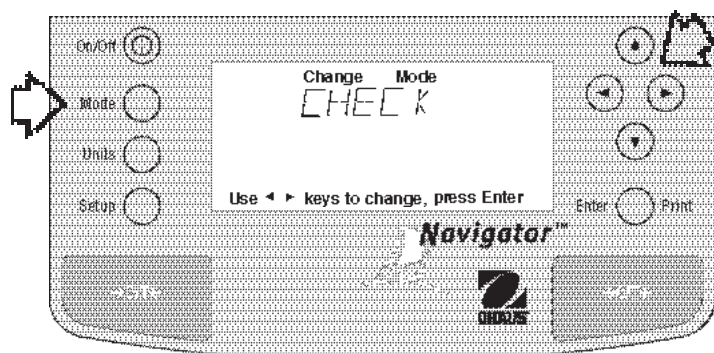 On/Off
Change Mode
CHECK
Mode
Units
Setup
Use ◄ ► keys to change, press Enter
Enter Print
Navigator™
>O/T<
>O/T<
OHAUS